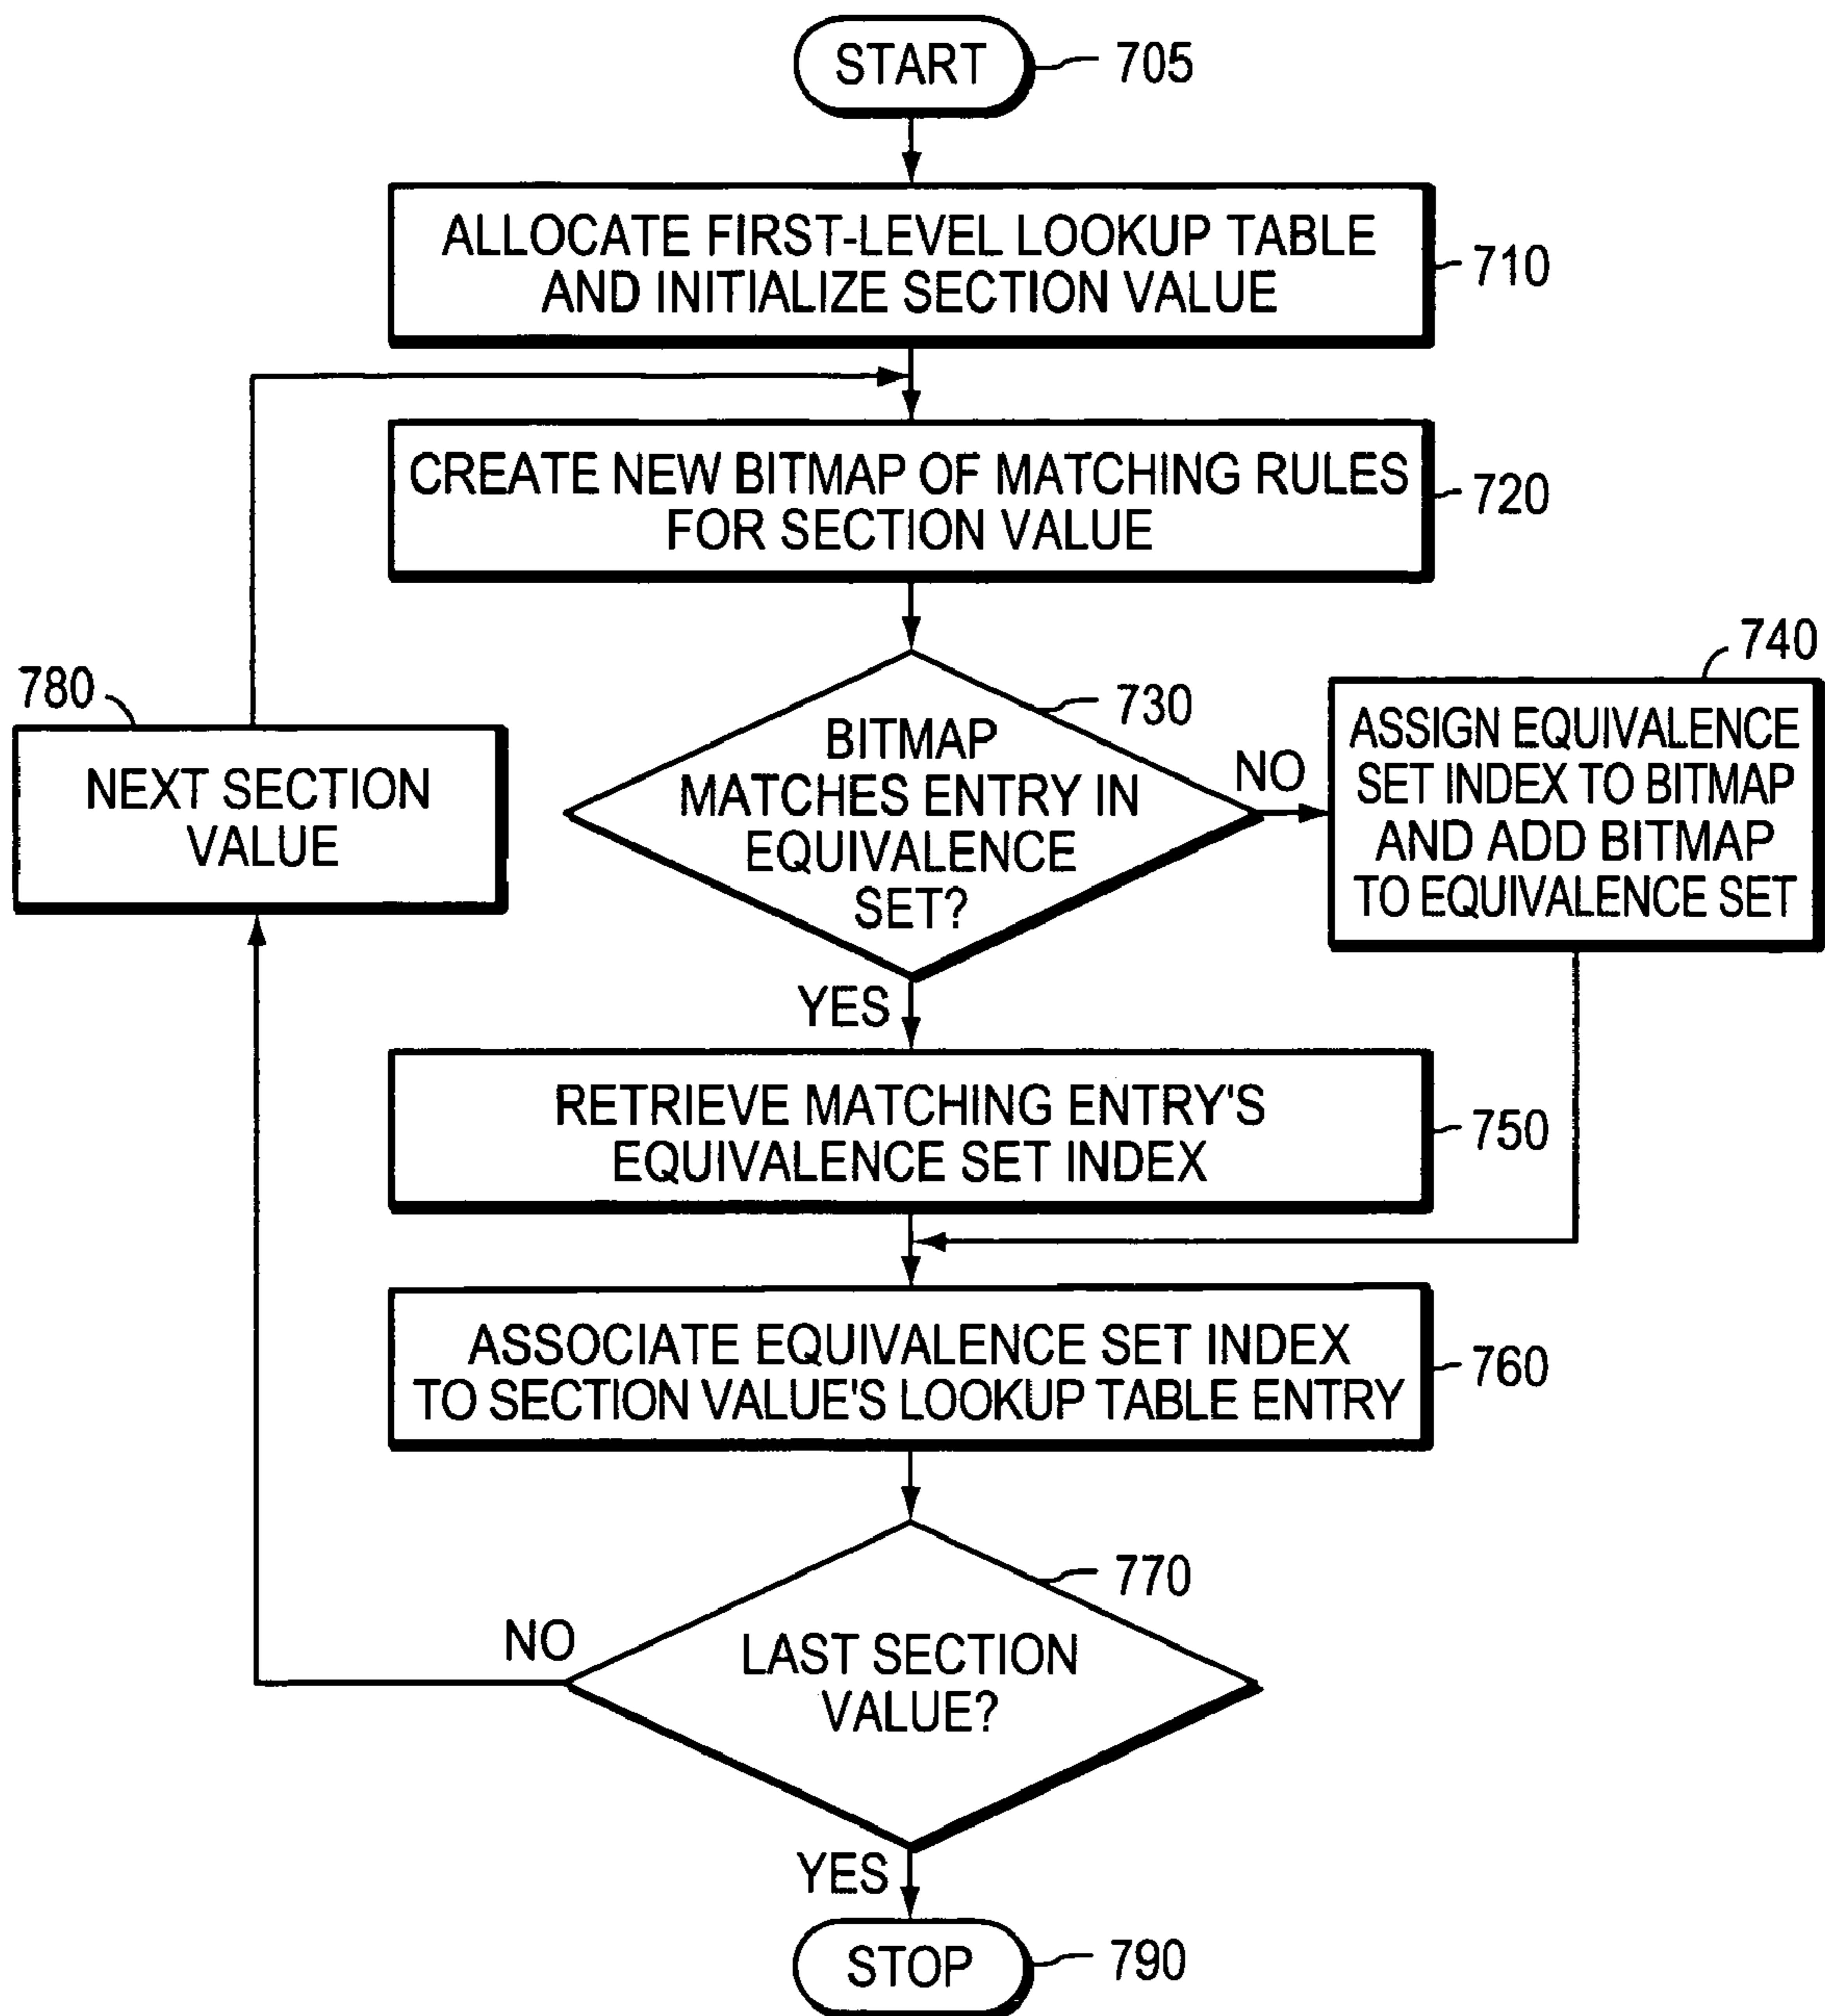 START
705
ALLOCATE FIRST-LEVEL LOOKUP TABLE
AND INITIALIZE SECTION VALUE
710
CREATE NEW BITMAP OF MATCHING RULES
FOR SECTION VALUE
720
780
NEXT SECTION
VALUE
730
BITMAP
MATCHES ENTRY IN
EQUIVALENCE
SET?
NO
740
ASSIGN EQUIVALENCE
SET INDEX TO BITMAP
AND ADD BITMAP
TO EQUIVALENCE SET
YES
RETRIEVE MATCHING ENTRY'S
EQUIVALENCE SET INDEX
750
ASSOCIATE EQUIVALENCE SET INDEX
TO SECTION VALUE'S LOOKUP TABLE ENTRY
760
770
NO
LAST SECTION
VALUE?
YES
STOP
790